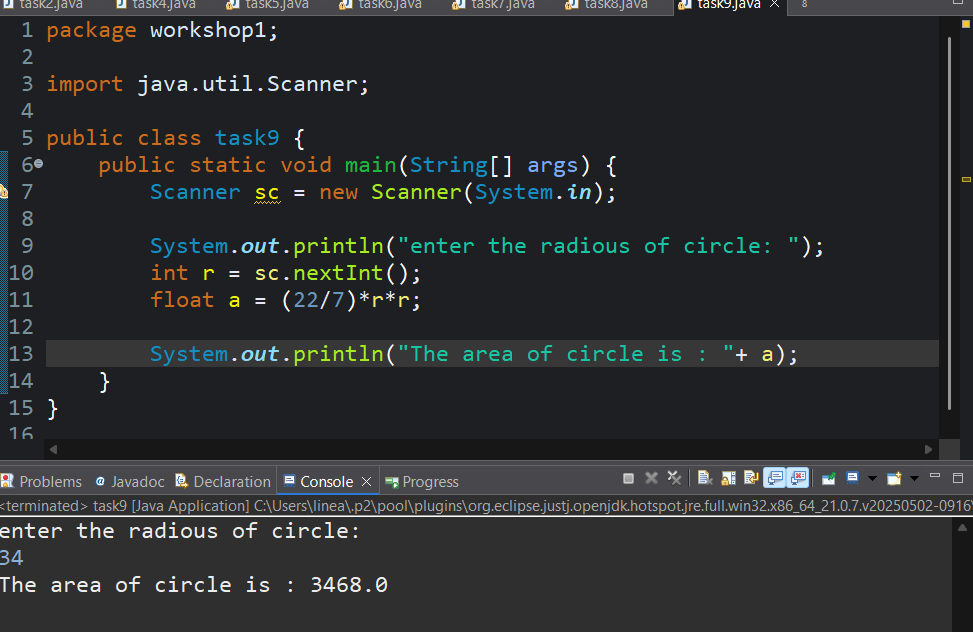 task2.java task4.java task5.java task6.java task7.java task8.java task9.java 8
1 package workshop1;
2
3 import java.util.Scanner;
4
5 public class task9 {
6 public static void main(String[] args) {
7 Scanner sc = new Scanner(System.in);
8
9 System.out.println("enter the radious of circle: ");
10 int r = sc.nextInt();
11 float a = (22/7)*r*r;
12
13 System.out.println("The area of circle is : "+ a);
14 }
15 }
16
Problems @ Javadoc Declaration Console Progress
<terminated> task9 [Java Application] C:\Users\linea\.p2\pool\plugins\org.eclipse.justj.openjdk.hotspot.jre.full.win32.x86_64_21.0.7.v20250502-0916\
enter the radious of circle:
34
The area of circle is : 3468.0